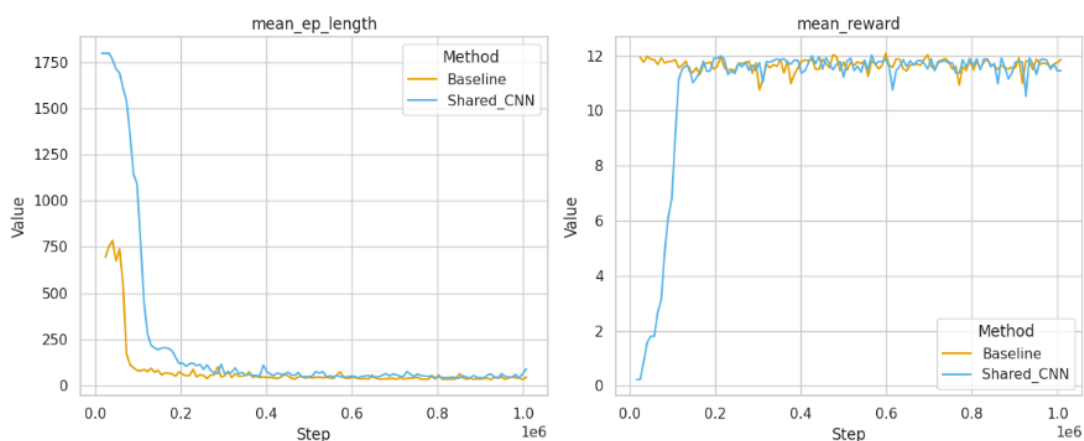 mean_ep_length
Value
1750
1500
1250
1000
750
500
250
0
Method
Baseline
Shared_CNN
0.0 0.2 0.4 0.6 0.8 1.0
1e6
Step
mean_reward
Value
12
10
8
6
4
2
0
Method
Baseline
Shared_CNN
0.0 0.2 0.4 0.6 0.8 1.0
1e6
Step